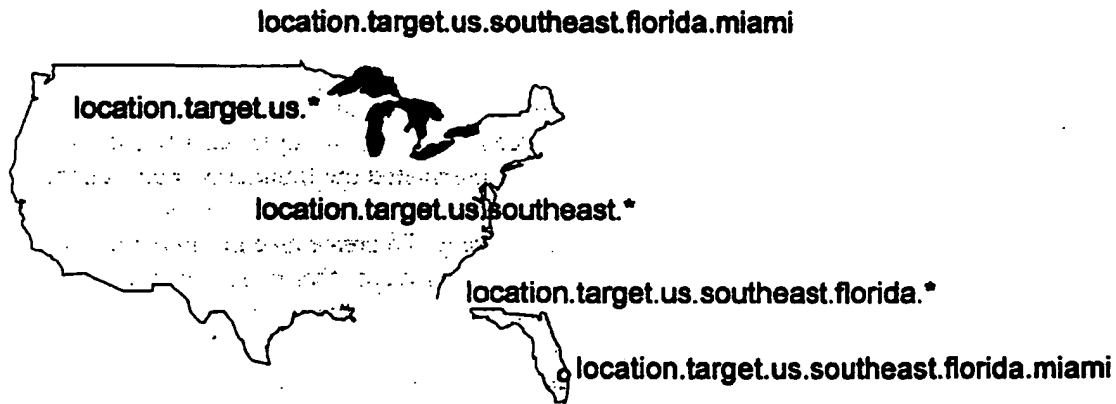 location.target.us.southeast.florida.miami
location.target.us.*
location.target.us.southeast.*
location.target.us.southeast.florida.*
location.target.us.southeast.florida.miami